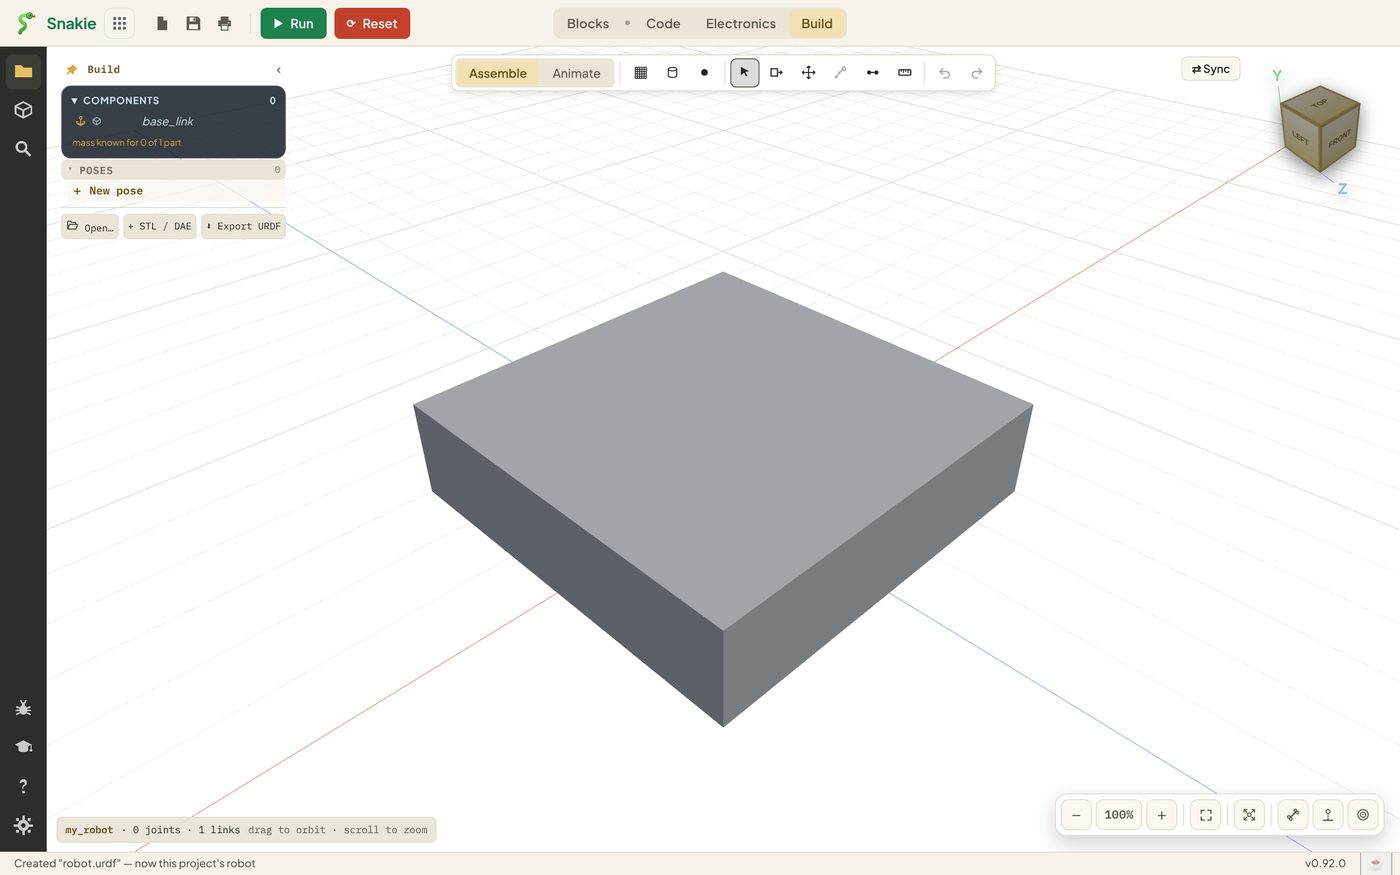 Snakie
Run
Reset
Blocks
Code
Electronics
Build
Build
Assemble
Animate
Sync
COMPONENTS 0
base_link
mass known for 0 of 1 part
POSES 0
+ New pose
Open…
+ STL / DAE
Export URDF
Y
TOP
LEFT
FRONT
Z
my_robot · 0 joints · 1 links drag to orbit · scroll to zoom
− 100% +
?
Created "robot.urdf" — now this project's robot
v0.92.0